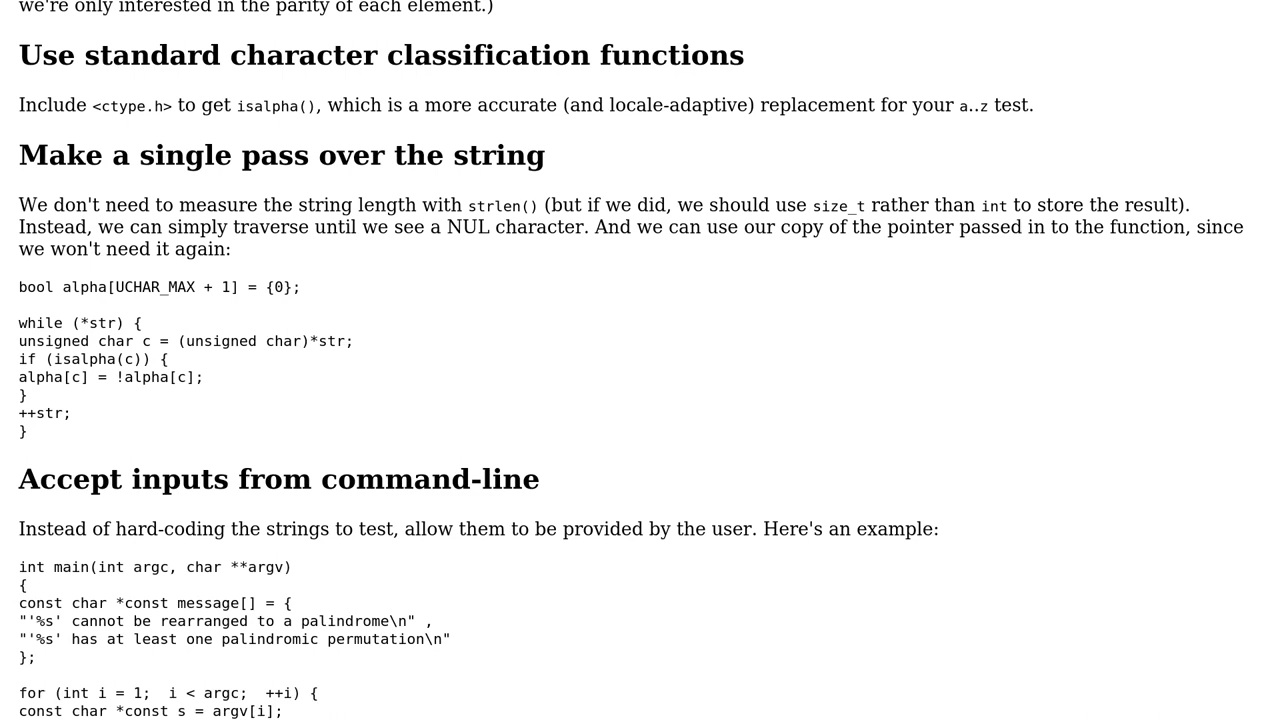 we're only interested in the parity of each element.)
Use standard character classification functions
Include <ctype.h> to get isalpha(), which is a more accurate (and locale-adaptive) replacement for your a..z test.
Make a single pass over the string
We don't need to measure the string length with strlen() (but if we did, we should use size_t rather than int to store the result).
Instead, we can simply traverse until we see a NUL character. And we can use our copy of the pointer passed in to the function, since
we won't need it again:
bool alpha[UCHAR_MAX + 1] = {0};
while (*str) {
unsigned char c = (unsigned char)*str;
if (isalpha(c)) {
alpha[c] = !alpha[c];
}
++str;
}
Accept inputs from command-line
Instead of hard-coding the strings to test, allow them to be provided by the user. Here's an example:
int main(int argc, char **argv)
{
const char *const message[] = {
"'%s' cannot be rearranged to a palindrome\n" ,
"'%s' has at least one palindromic permutation\n"
};
for (int i = 1;  i < argc;  ++i) {
const char *const s = argv[i];